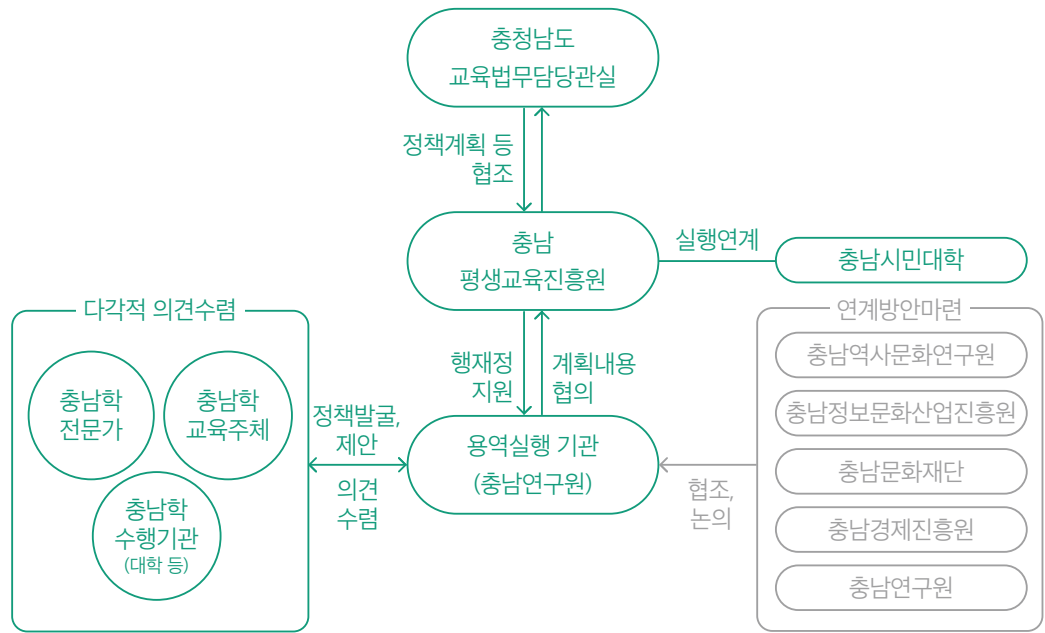 충청남도
교육법무담당관실
정책계획 등
협조
충남
평생교육진흥원
실행연계
충남시민대학
다각적 의견수렴
충남학
전문가
충남학
교육주체
충남학
수행기관
(대학 등)
행재정
지원
계획내용
협의
정책발굴,
제안
의견
수렴
용역실행 기관
(충남연구원)
협조,
논의
연계방안마련
충남역사문화연구원
충남정보문화산업진흥원
충남문화재단
충남경제진흥원
충남연구원